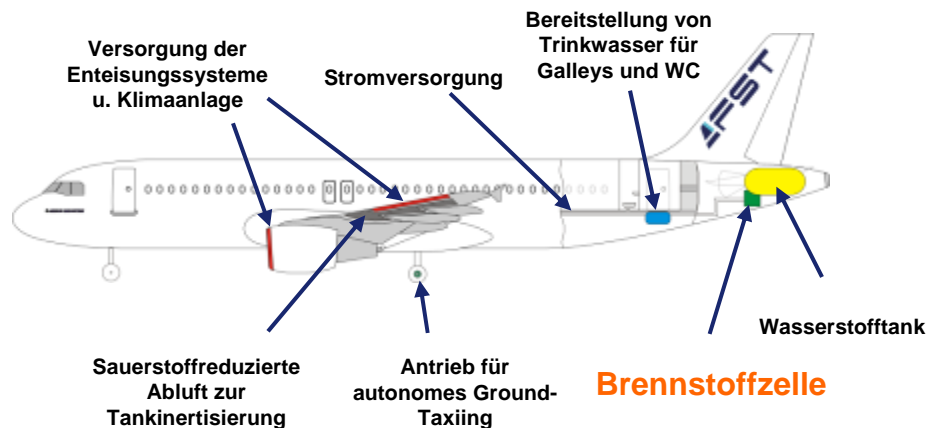 Versorgung der
Enteisungssysteme
u. Klimaanlage
Stromversorgung
Bereitstellung von
Trinkwasser für
Galleys und WC
FST
Wasserstofftank
Sauerstoffreduzierte
Abluft zur
Tankinertisierung
Antrieb für
autonomes Ground-
Taxiing
Brennstoffzelle